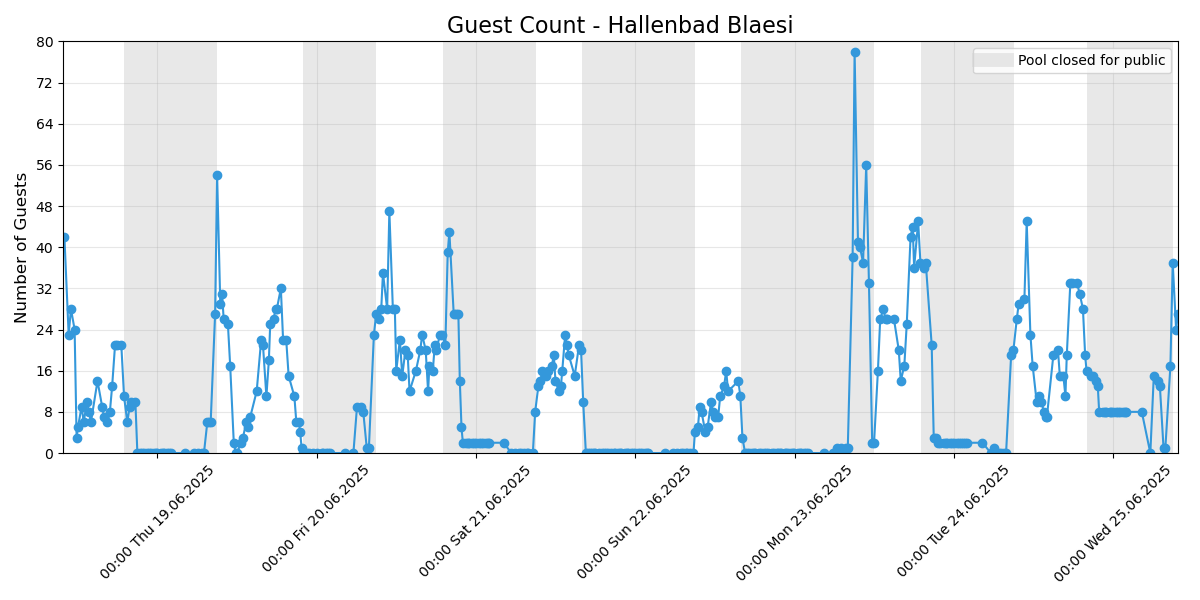 Guest Count - Hallenbad Blaesi
Pool closed for public
Number of Guests
80
72
64
56
48
40
32
24
16
8
0
00:00 Thu 19.06.2025
00:00 Fri 20.06.2025
00:00 Sat 21.06.2025
00:00 Sun 22.06.2025
00:00 Mon 23.06.2025
00:00 Tue 24.06.2025
00:00 Wed 25.06.2025